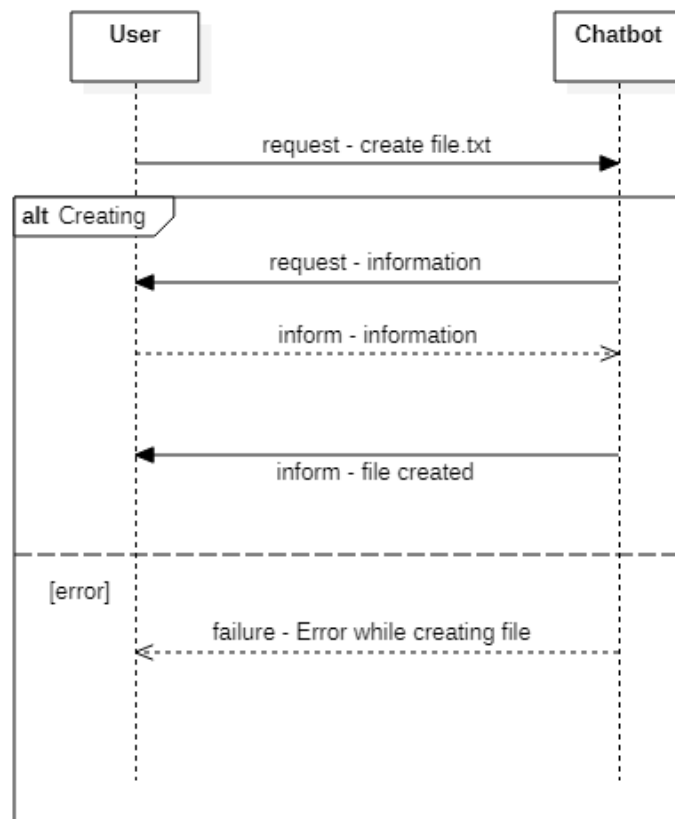 User
Chatbot
request - create file.txt
alt Creating
request - information
inform - information
inform - file created
[error]
failure - Error while creating file